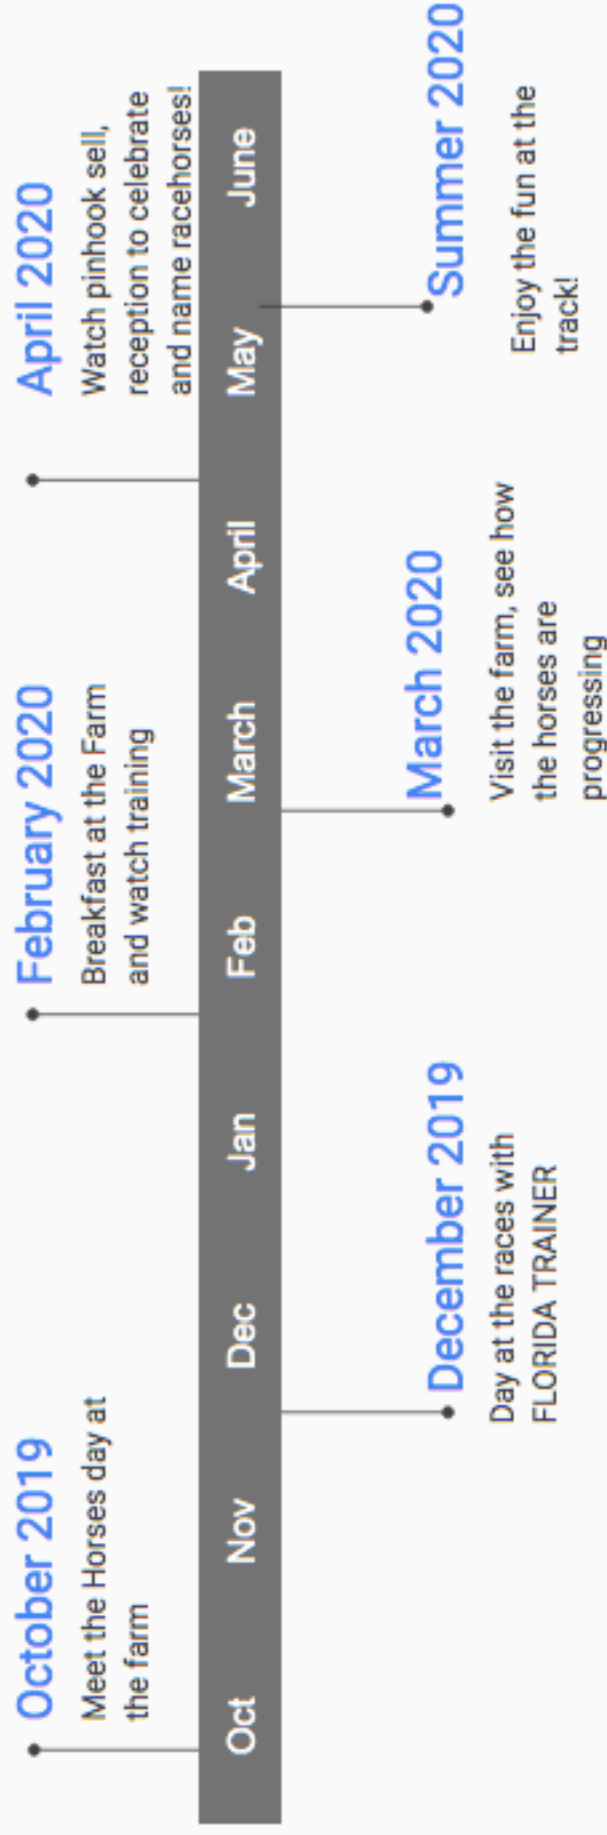 October 2019
Meet the Horses day at
the farm
February 2020
Breakfast at the Farm
and watch training
April 2020
Watch pinhook sell,
reception to celebrate
and name racehorses!
Oct Nov Dec Jan Feb March April May June
December 2019
Day at the races with
FLORIDA TRAINER
March 2020
Visit the farm, see how
the horses are
progressing
Summer 2020
Enjoy the fun at the
track!